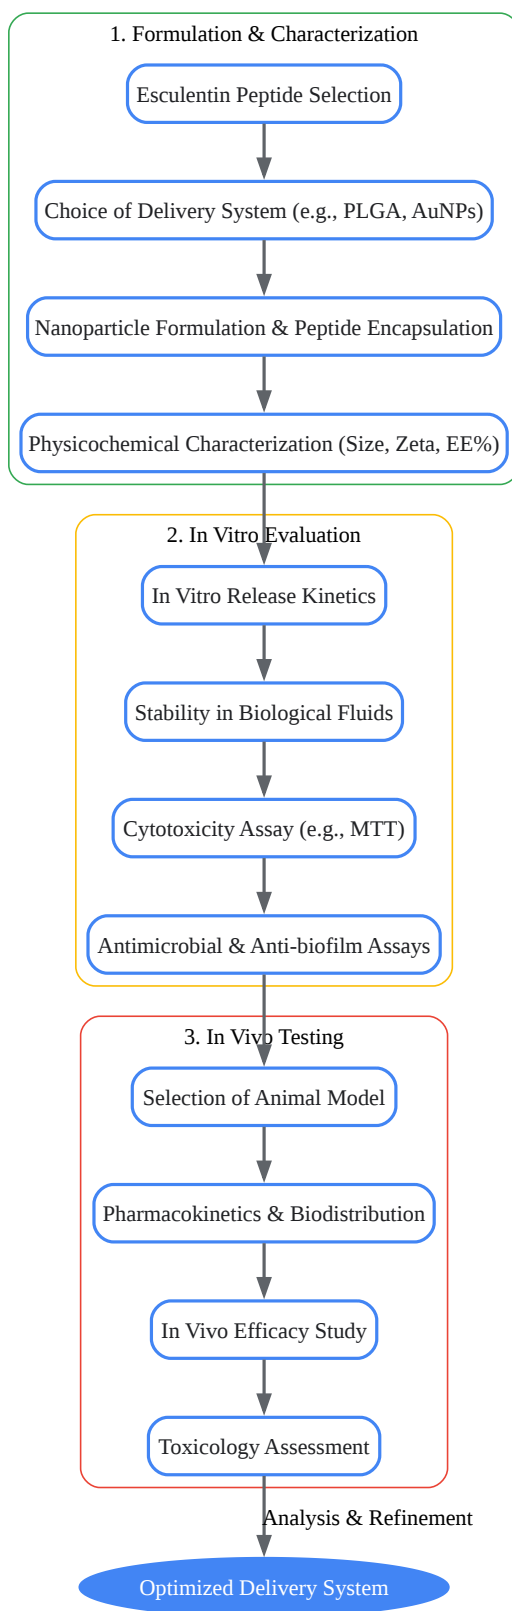 1. Formulation & Characterization
Esculentin Peptide Selection
Choice of Delivery System (e.g., PLGA, AuNPs)
Nanoparticle Formulation & Peptide Encapsulation
Physicochemical Characterization (Size, Zeta, EE%)
2. In Vitro Evaluation
In Vitro Release Kinetics
Stability in Biological Fluids
Cytotoxicity Assay (e.g., MTT)
Antimicrobial & Anti-biofilm Assays
3. In Vivo Testing
Selection of Animal Model
Pharmacokinetics & Biodistribution
In Vivo Efficacy Study
Toxicology Assessment
Analysis & Refinement
Optimized Delivery System